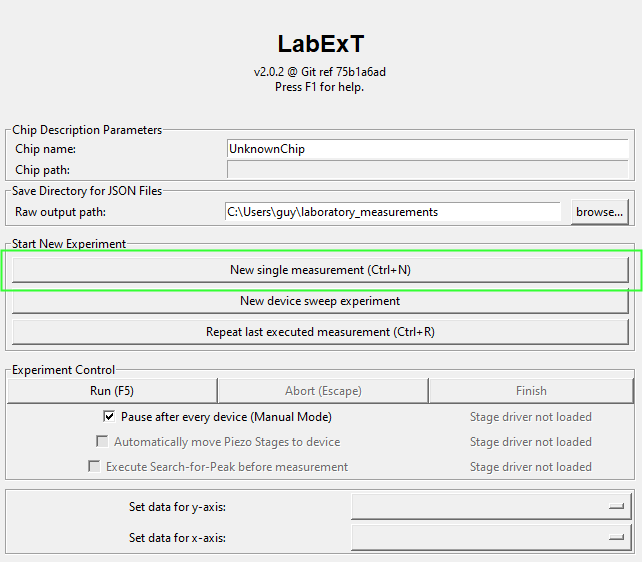 LabExT
v2.0.2 @ Git ref 75b1a6ad
Press F1 for help.
Chip Description Parameters
Chip name: UnknownChip
Chip path:
Save Directory for JSON Files
Raw output path: C:\Users\guy\laboratory_measurements browse...
Start New Experiment
New single measurement (Ctrl+N)
New device sweep experiment
Repeat last executed measurement (Ctrl+R)
Experiment Control
Run (F5) Abort (Escape) Finish
Pause after every device (Manual Mode) Stage driver not loaded
Automatically move Piezo Stages to device Stage driver not loaded
Execute Search-for-Peak before measurement Stage driver not loaded
Set data for y-axis:
Set data for x-axis: